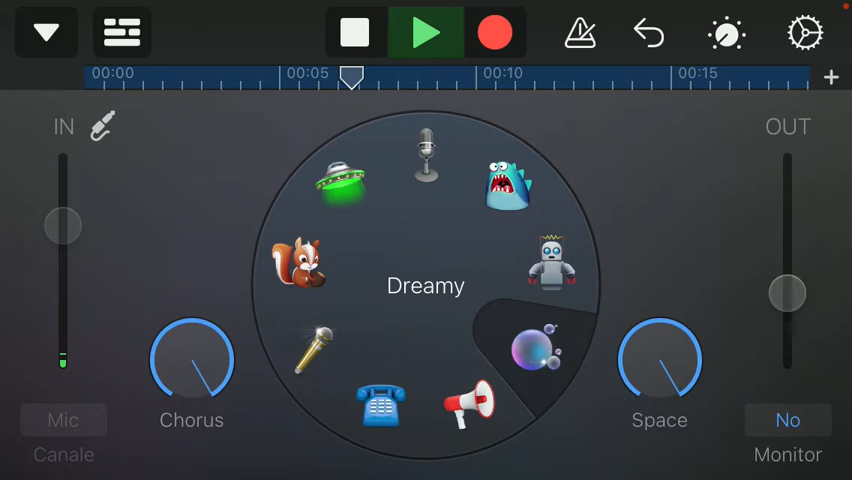 00:00
00:05
00:10
00:15
IN
OUT
Dreamy
Chorus
Space
Mic
No
Canale
Monitor